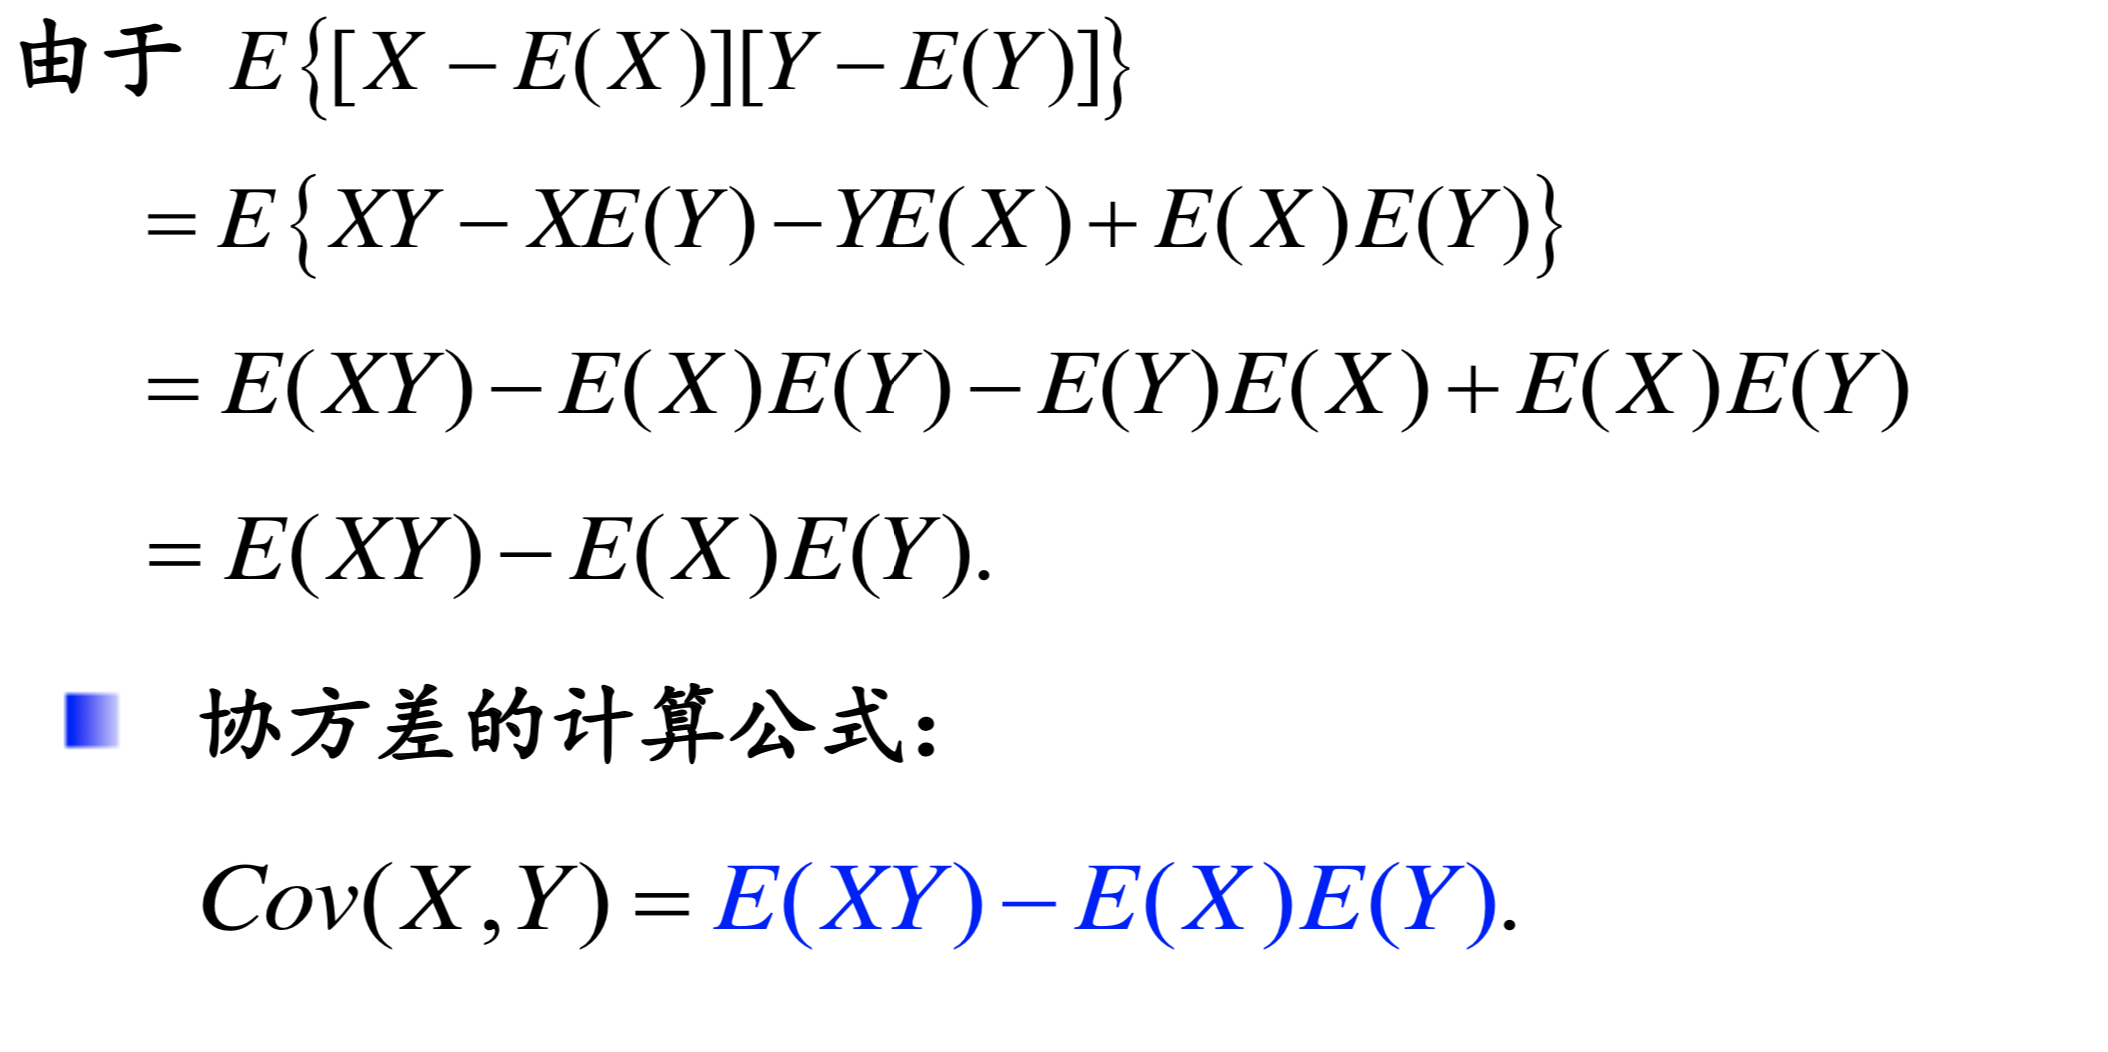 由于 E{[X−E(X)][Y−E(Y)]}
=E{XY−XE(Y)−YE(X)+E(X)E(Y)}
=E(XY)−E(X)E(Y)−E(Y)E(X)+E(X)E(Y)
=E(XY)−E(X)E(Y).
协方差的计算公式：
Cov(X,Y)=E(XY)−E(X)E(Y).